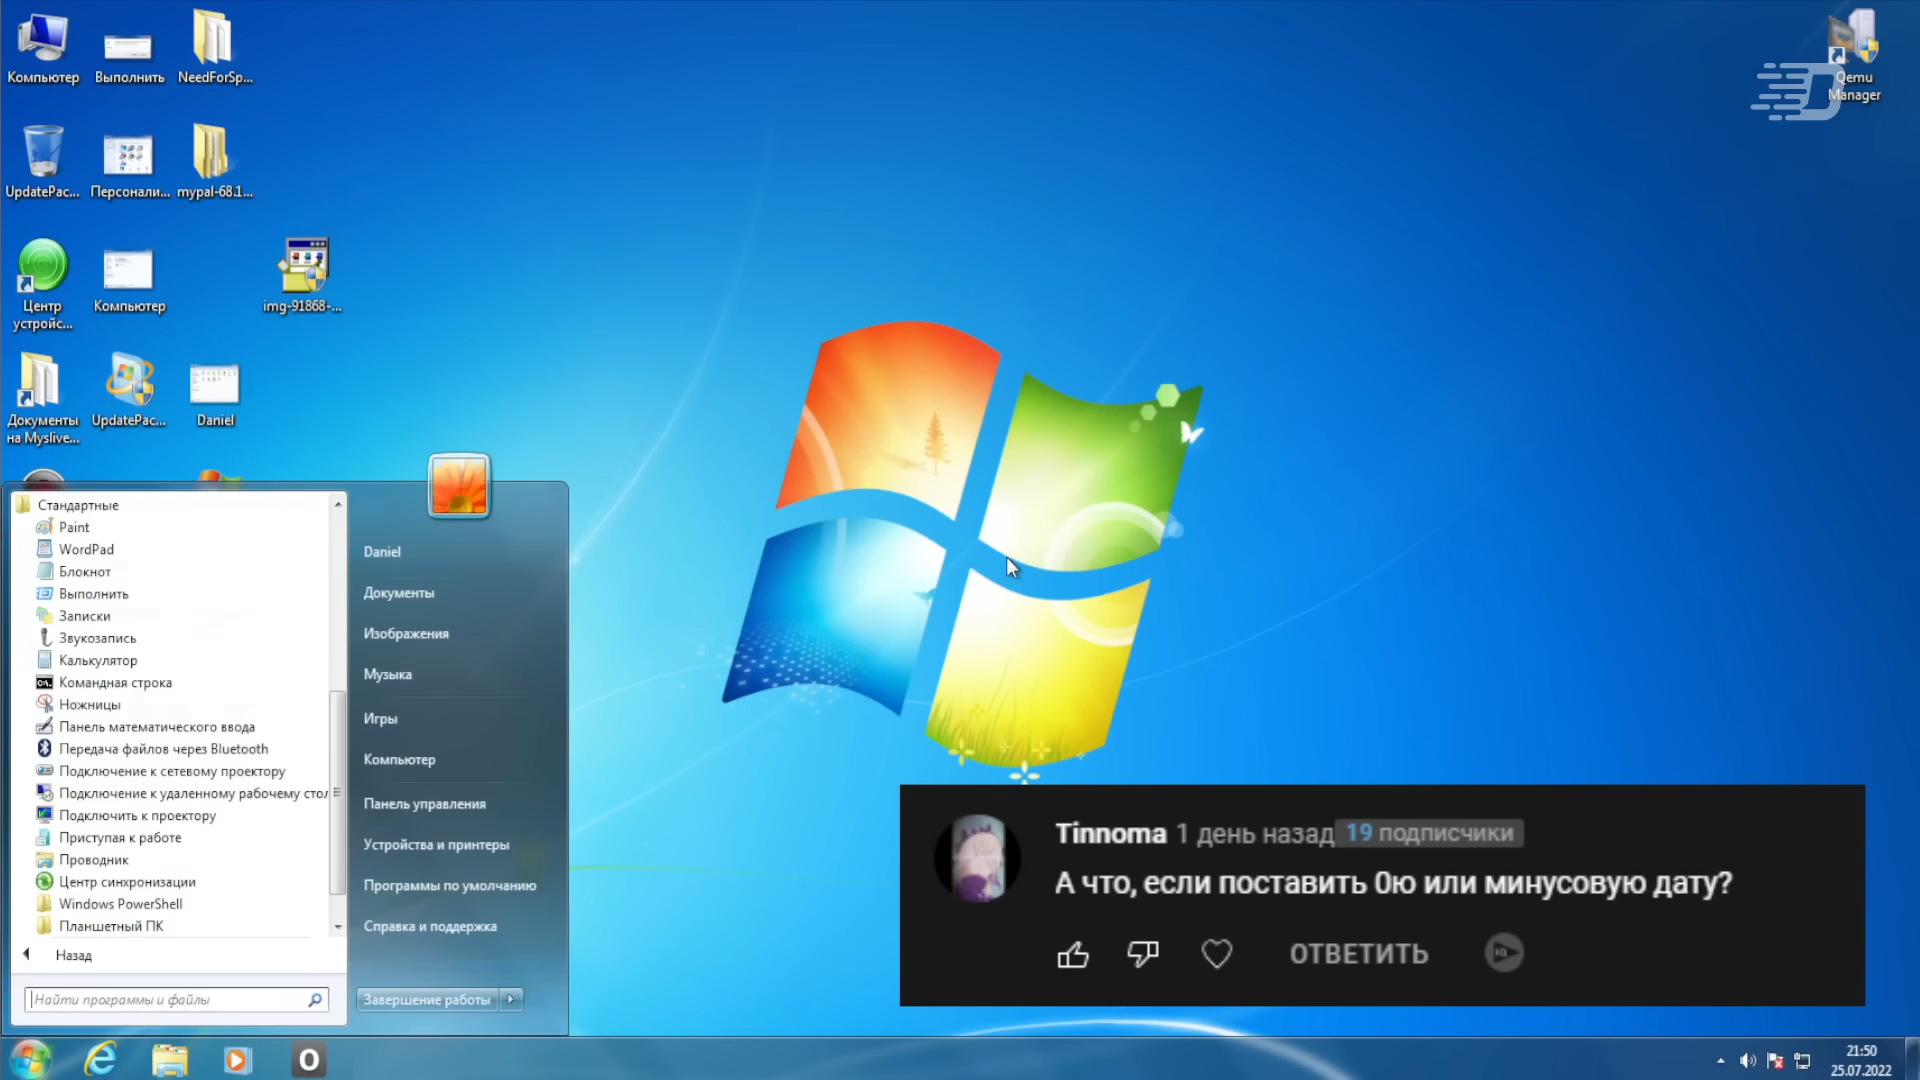 Компьютер
Выполнить
NeedForSp...
UpdatePac...
Персонали...
mypal-68.1...
Центр
устройс...
Компьютер
img-91868-...
Документы
на Myslive...
UpdatePac...
Daniel
Qemu
Manager
Стандартные
Paint
WordPad
Блокнот
Выполнить
Записки
Звукозапись
Калькулятор
Командная строка
Ножницы
Панель математического ввода
Передача файлов через Bluetooth
Подключение к сетевому проектору
Подключение к удаленному рабочему стол
Подключить к проектору
Приступая к работе
Проводник
Центр синхронизации
Windows PowerShell
Планшетный ПК
Назад
Найти программы и файлы
Daniel
Документы
Изображения
Музыка
Игры
Компьютер
Панель управления
Устройства и принтеры
Программы по умолчанию
Справка и поддержка
Завершение работы
Tinnoma 1 день назад 19 подписчики
А что, если поставить 0ю или минусовую дату?
ОТВЕТИТЬ
21:50
25.07.2022